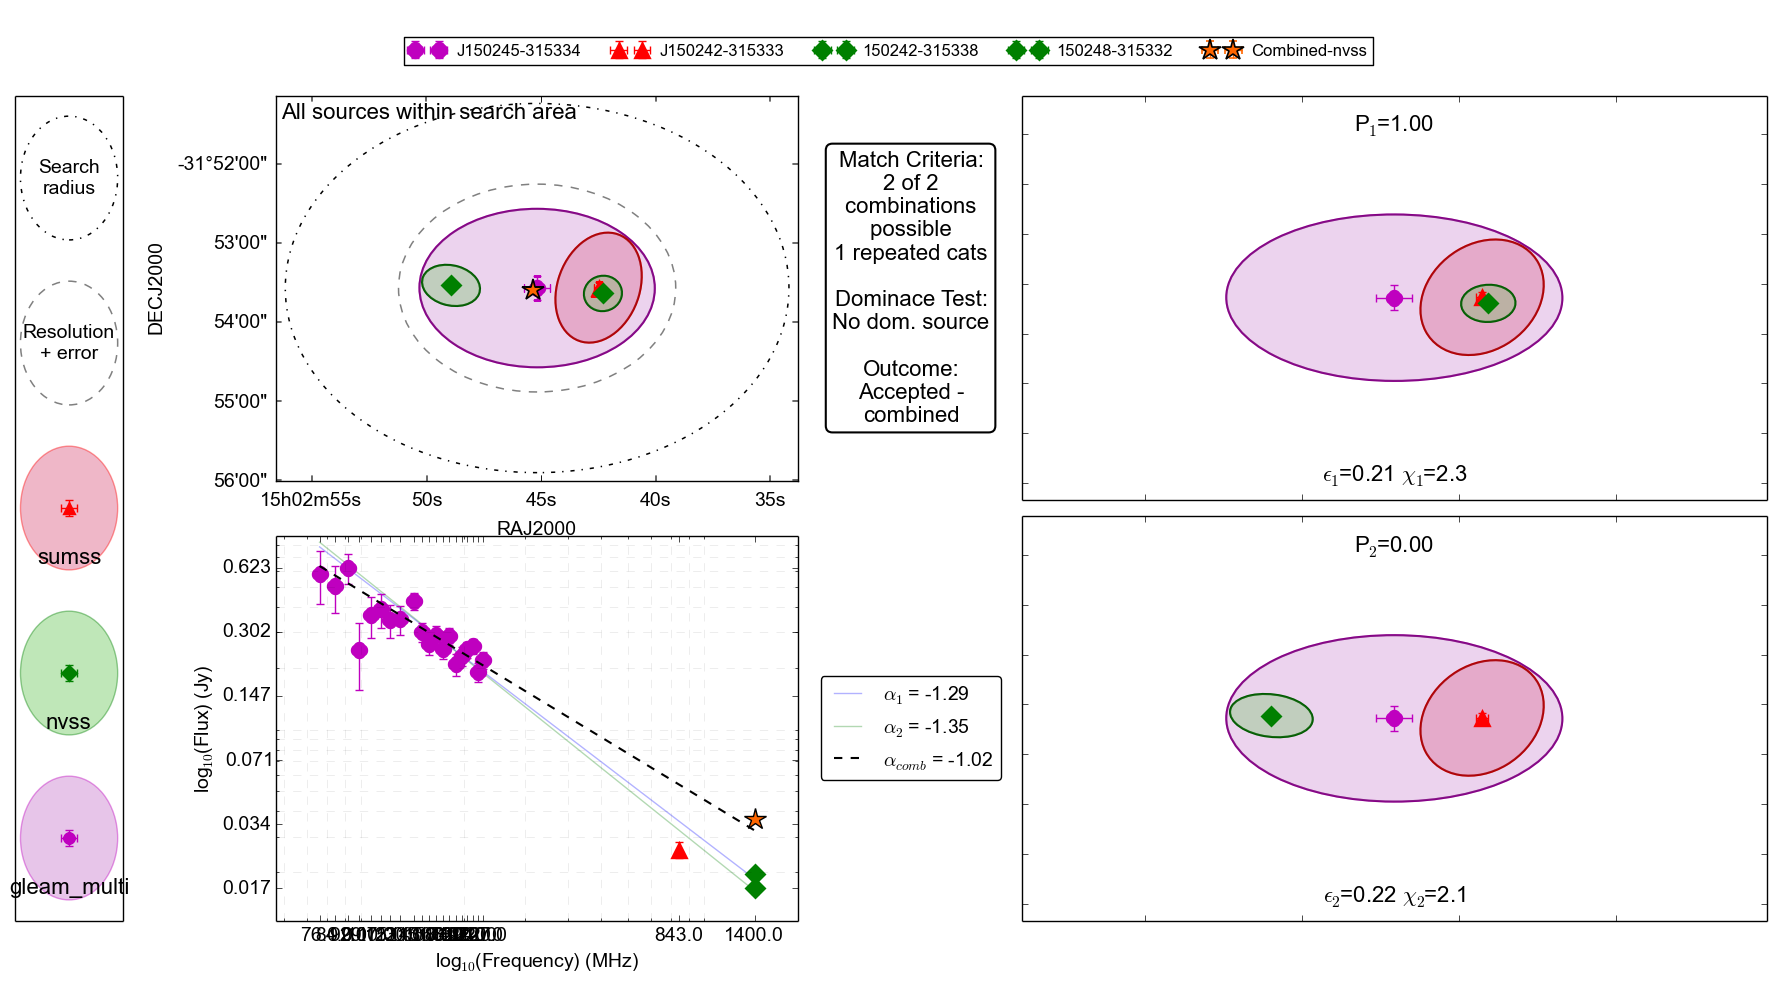 J150245-315334 J150242-315333 150242-315338 150248-315332 Combined-nvss
Search
radius
Resolution
+ error
sumss
nvss
gleam_multi
All sources within search area
DECJ2000
-31°52'00"
53'00"
54'00"
55'00"
56'00"
15h02m55s 50s 45s 40s 35s
RAJ2000
Match Criteria:
2 of 2
combinations
possible
1 repeated cats
Dominace Test:
No dom. source
Outcome:
Accepted -
combined
P1=1.00
ϵ1=0.21 χ1=2.3
log10(Flux) (Jy)
0.623
0.302
0.147
0.071
0.034
0.017
843.0 1400.0
log10(Frequency) (MHz)
α1 = -1.29
α2 = -1.35
αcomb = -1.02
P2=0.00
ϵ2=0.22 χ2=2.1